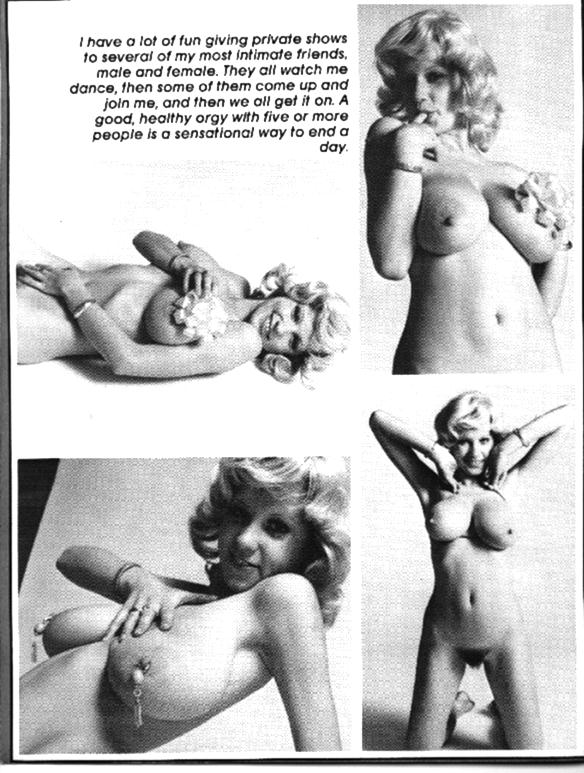 I have a lot of fun giving private shows
to several of my most intimate friends,
male and female. They all watch me
dance, then some of them come up and
join me, and then we all get it on. A
good, healthy orgy with five or more
people is a sensational way to end a
day.